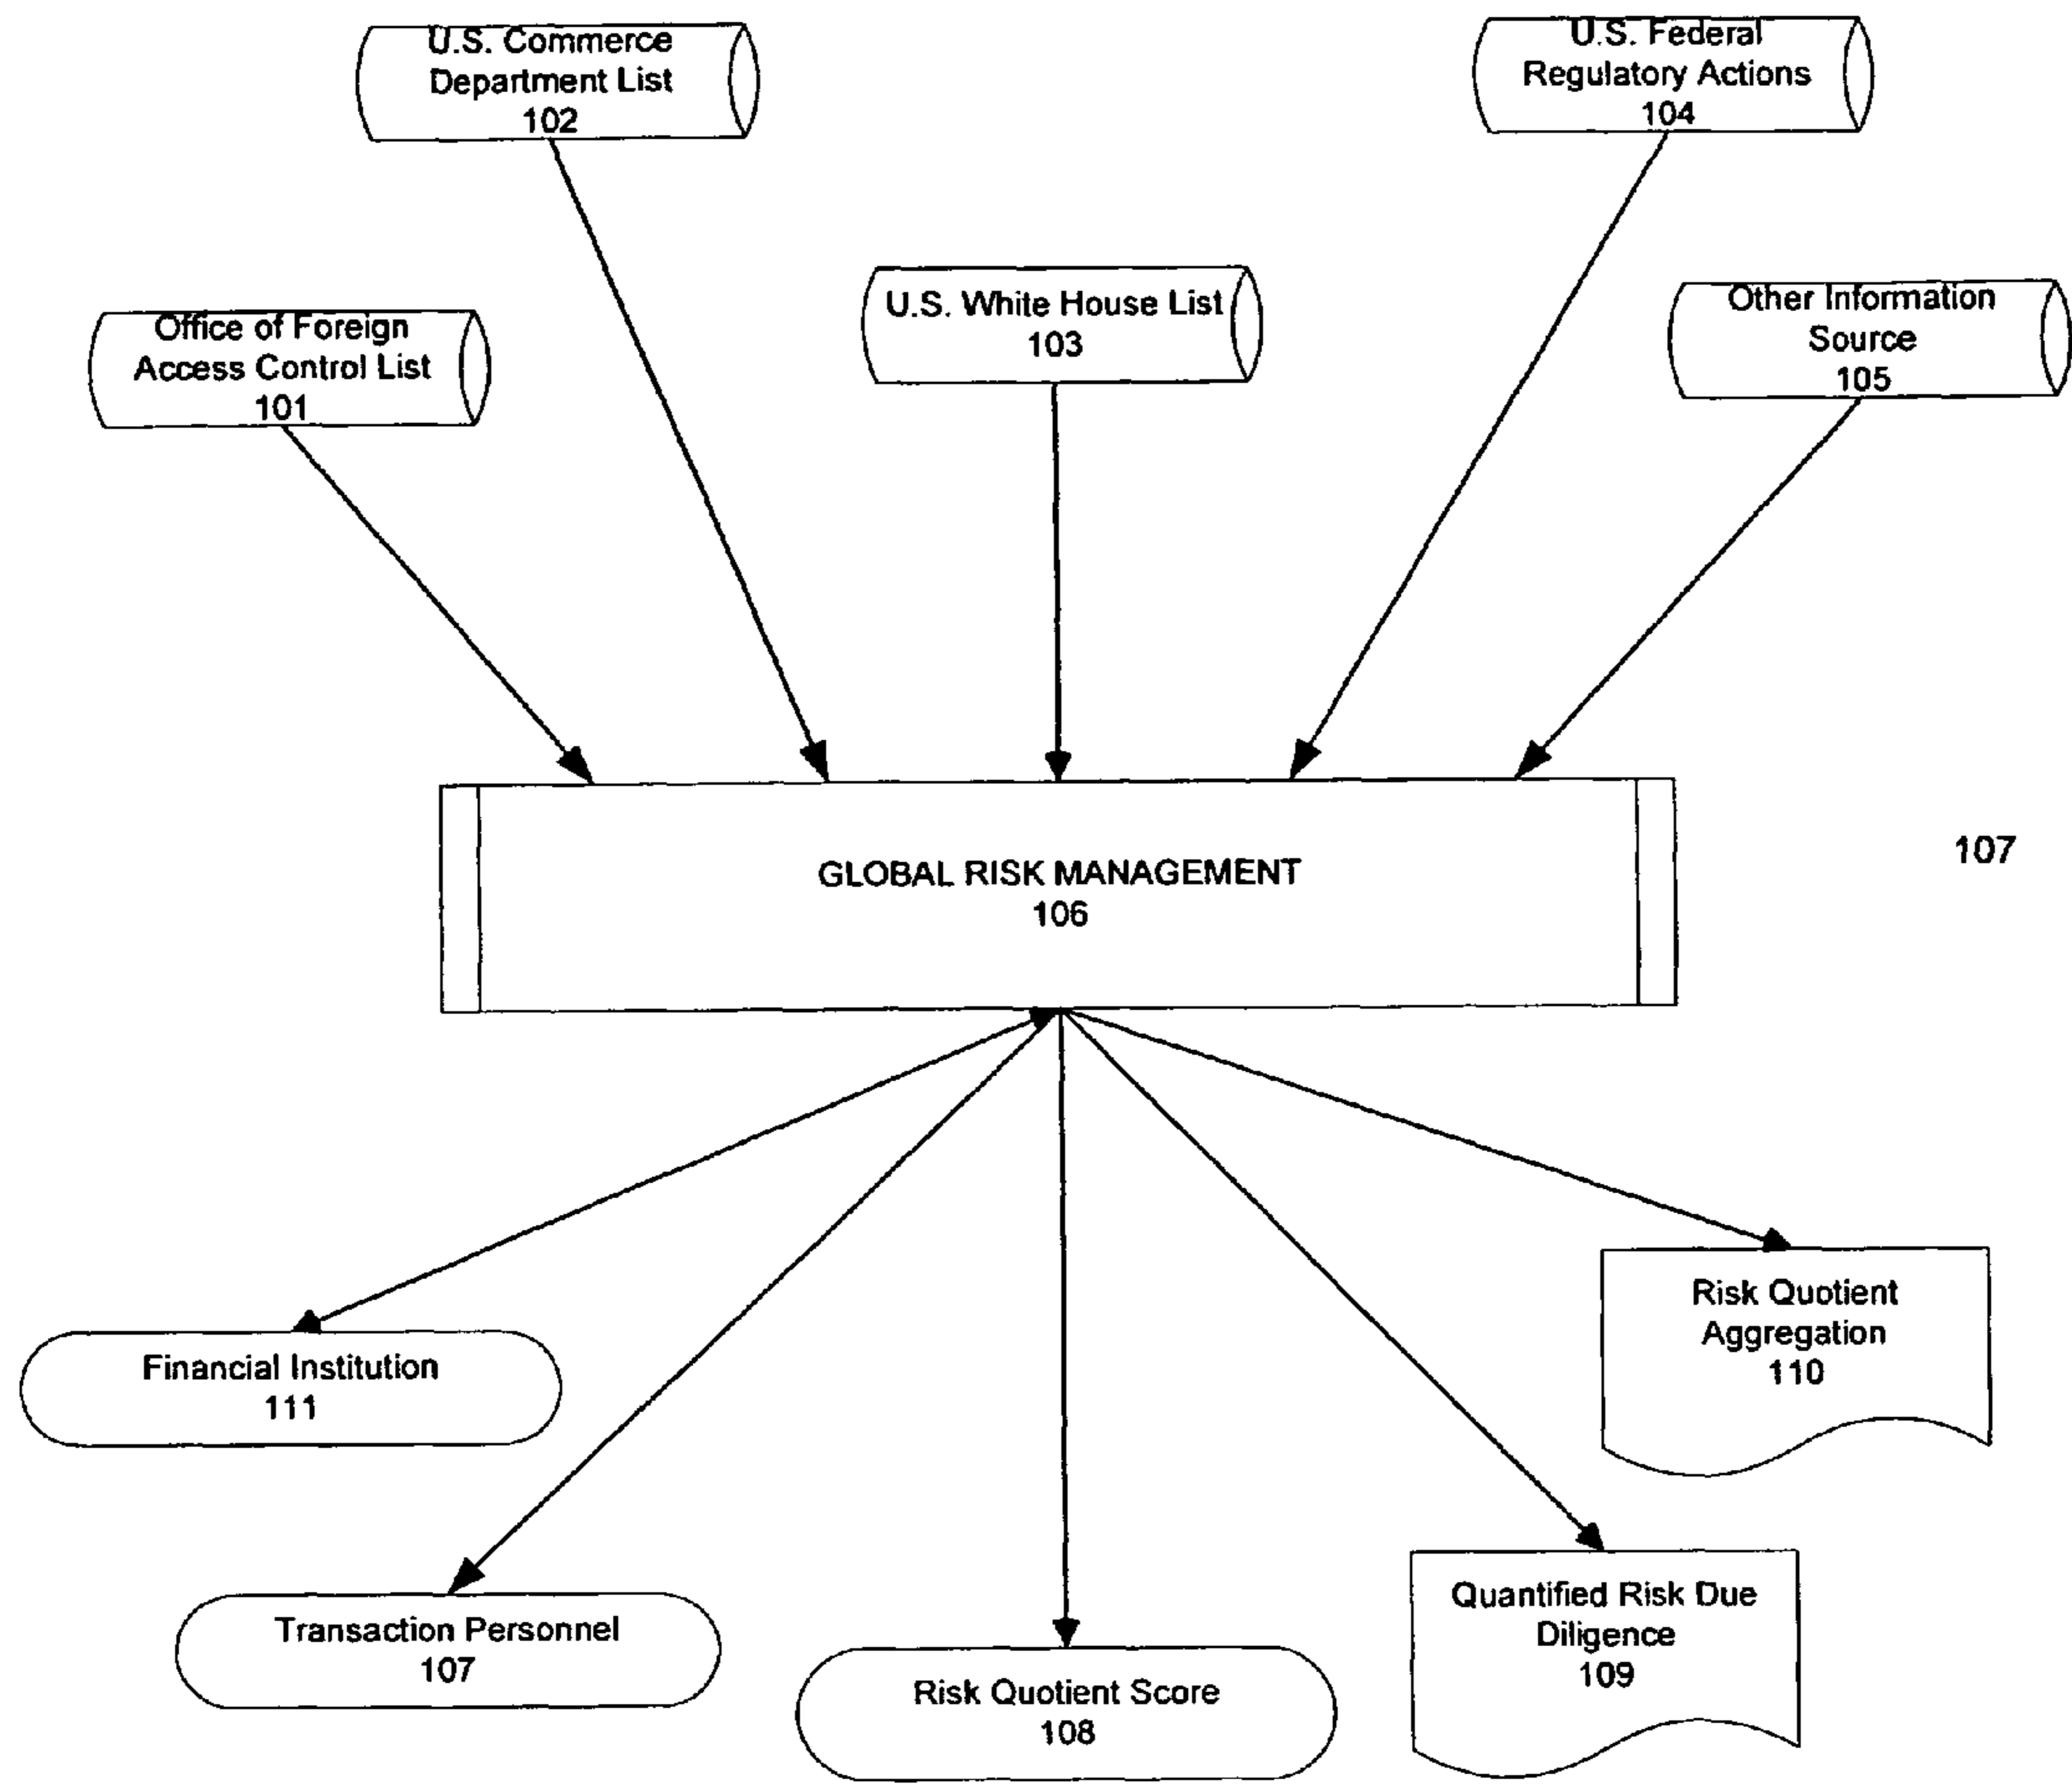 U.S. Commerce
Department List
102
U.S. Federal
Regulatory Actions
104
Office of Foreign
Access Control List
101
U.S. White House List
103
Other Information
Source
105
GLOBAL RISK MANAGEMENT
106
107
Financial Institution
111
Transaction Personnel
107
Risk Quotient Score
108
Quantified Risk Due
Diligence
109
Risk Quotient
Aggregation
110